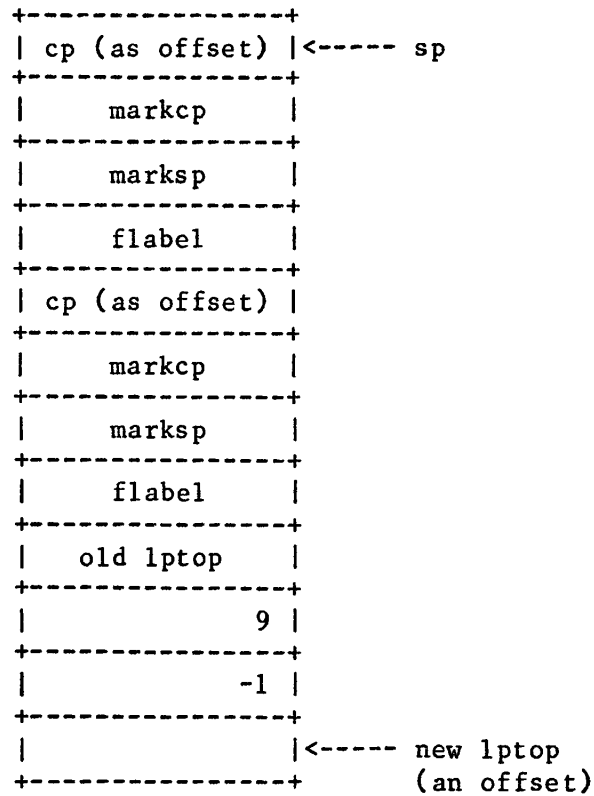 cp (as offset) <----- sp
markcp
marksp
flabel
cp (as offset)
markcp
marksp
flabel
old lptop
9
-1
<----- new lptop
(an offset)